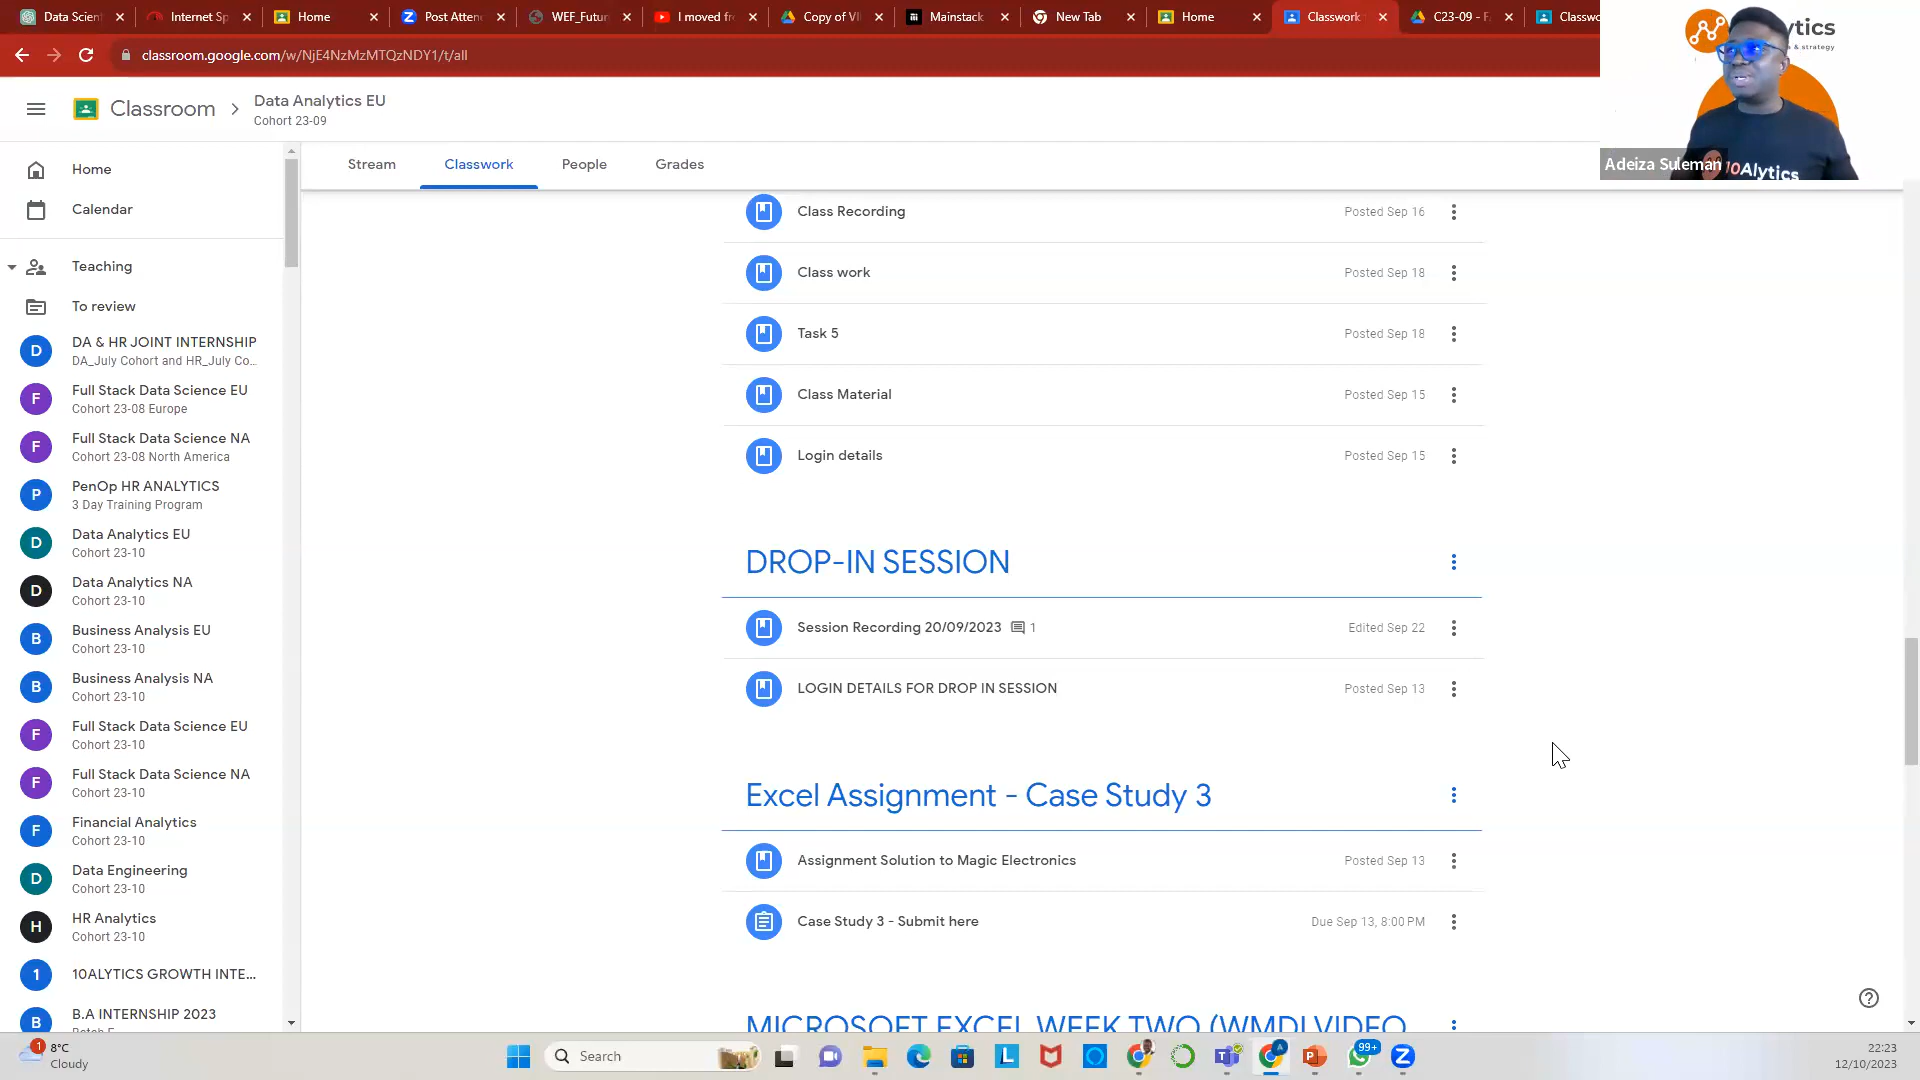 Data Scien
Internet Sp
Home
Post Atten
WEF_Futur
I moved fr
Copy of VI
Mainstack
New Tab
Home
Classwork
C23-09 - F
Classwo
classroom.google.com/w/NjE4NzMzMTQzNDY1/t/all
ytics
& strategy
Adeiza Suleman
10Alytics
Classroom
Data Analytics EU
Cohort 23-09
Stream
Classwork
People
Grades
Home
Calendar
Teaching
To review
D
DA & HR JOINT INTERNSHIP
DA_July Cohort and HR_July Co...
F
Full Stack Data Science EU
Cohort 23-08 Europe
F
Full Stack Data Science NA
Cohort 23-08 North America
P
PenOp HR ANALYTICS
3 Day Training Program
D
Data Analytics EU
Cohort 23-10
D
Data Analytics NA
Cohort 23-10
B
Business Analysis EU
Cohort 23-10
B
Business Analysis NA
Cohort 23-10
F
Full Stack Data Science EU
Cohort 23-10
F
Full Stack Data Science NA
Cohort 23-10
F
Financial Analytics
Cohort 23-10
D
Data Engineering
Cohort 23-10
H
HR Analytics
Cohort 23-10
1
10ALYTICS GROWTH INTE...
B
B.A INTERNSHIP 2023
Class Recording
Posted Sep 16
Class work
Posted Sep 18
Task 5
Posted Sep 18
Class Material
Posted Sep 15
Login details
Posted Sep 15
DROP-IN SESSION
Session Recording 20/09/2023
1
Edited Sep 22
LOGIN DETAILS FOR DROP IN SESSION
Posted Sep 13
Excel Assignment - Case Study 3
Assignment Solution to Magic Electronics
Posted Sep 13
Case Study 3 - Submit here
Due Sep 13, 8:00 PM
MICROSOFT EXCEL WEEK TWO (WMDI VIDEO
1
8°C
Cloudy
Search
99+
22:23
12/10/2023